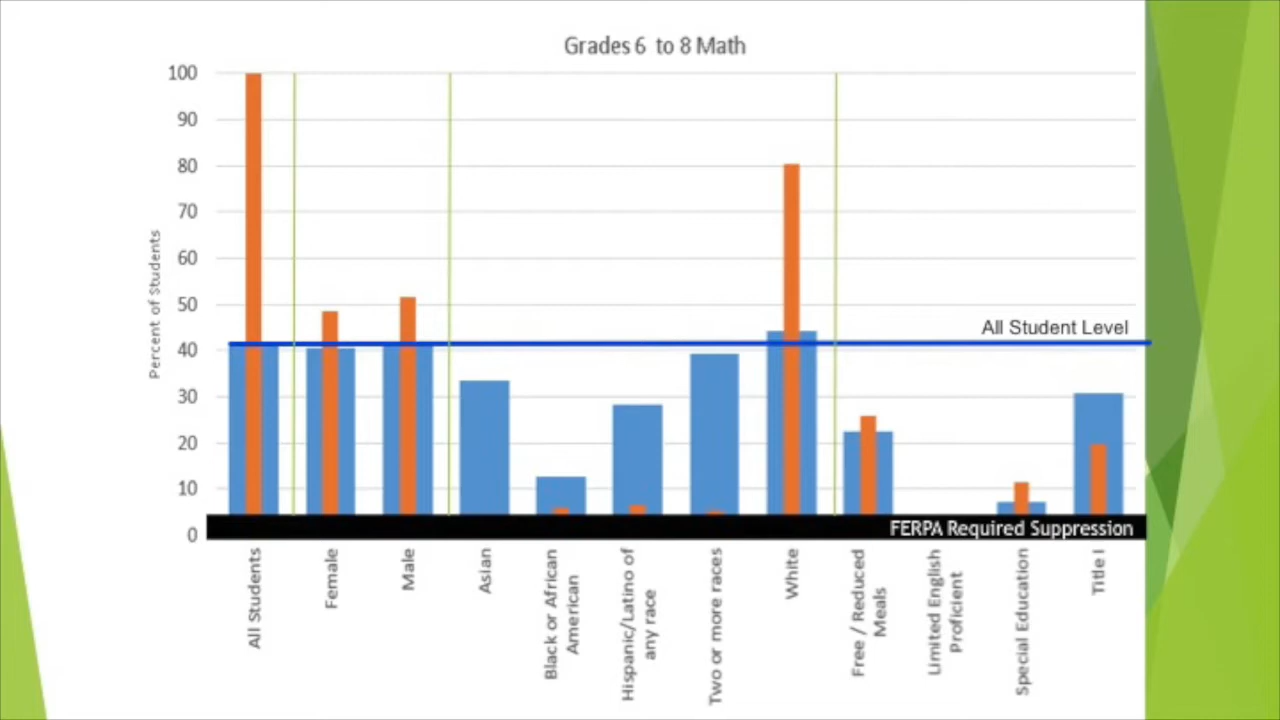 Grades 6 to 8 Math
Percent of Students
100
90
80
70
60
50
40
30
20
10
0
All Student Level
FERPA Required Suppression
All Students
Female
Male
Asian
Black or African
American
Hispanic/Latino of
any race
Two or more races
White
Free / Reduced
Meals
Limited English
Proficient
Special Education
Title I